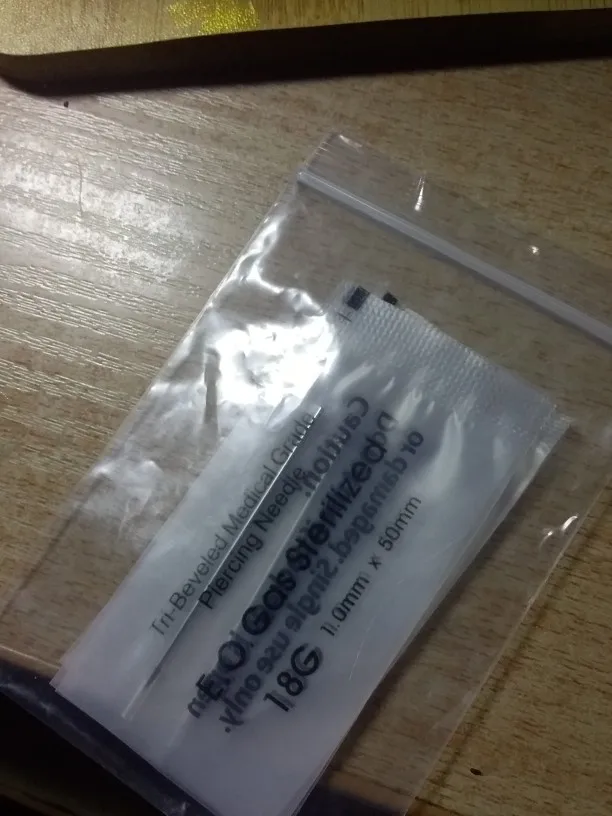 Tri-Beveled Medical Grade
Piercing Needle
E.O. Gas Sterilized
18G 1.0mm x 50mm
Caution:
or damaged. Single use only.